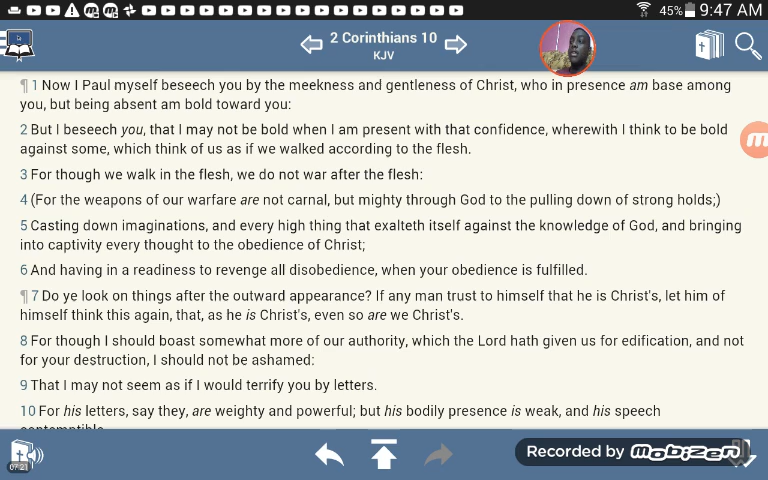 45% 9:47 AM
2 Corinthians 10
KJV
¶ 1 Now I Paul myself beseech you by the meekness and gentleness of Christ, who in presence am base among
you, but being absent am bold toward you:
2 But I beseech you, that I may not be bold when I am present with that confidence, wherewith I think to be bold
against some, which think of us as if we walked according to the flesh.
3 For though we walk in the flesh, we do not war after the flesh:
4 (For the weapons of our warfare are not carnal, but mighty through God to the pulling down of strong holds;)
5 Casting down imaginations, and every high thing that exalteth itself against the knowledge of God, and bringing
into captivity every thought to the obedience of Christ;
6 And having in a readiness to revenge all disobedience, when your obedience is fulfilled.
¶ 7 Do ye look on things after the outward appearance? If any man trust to himself that he is Christ's, let him of
himself think this again, that, as he is Christ's, even so are we Christ's.
8 For though I should boast somewhat more of our authority, which the Lord hath given us for edification, and not
for your destruction, I should not be ashamed:
9 That I may not seem as if I would terrify you by letters.
10 For his letters, say they, are weighty and powerful; but his bodily presence is weak, and his speech
contemptible.
07:21
Recorded by mobizen